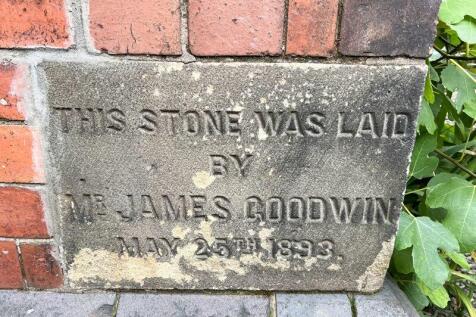 THIS STONE WAS LAID
BY
MR JAMES GOODWIN
MAY 25TH 1893.